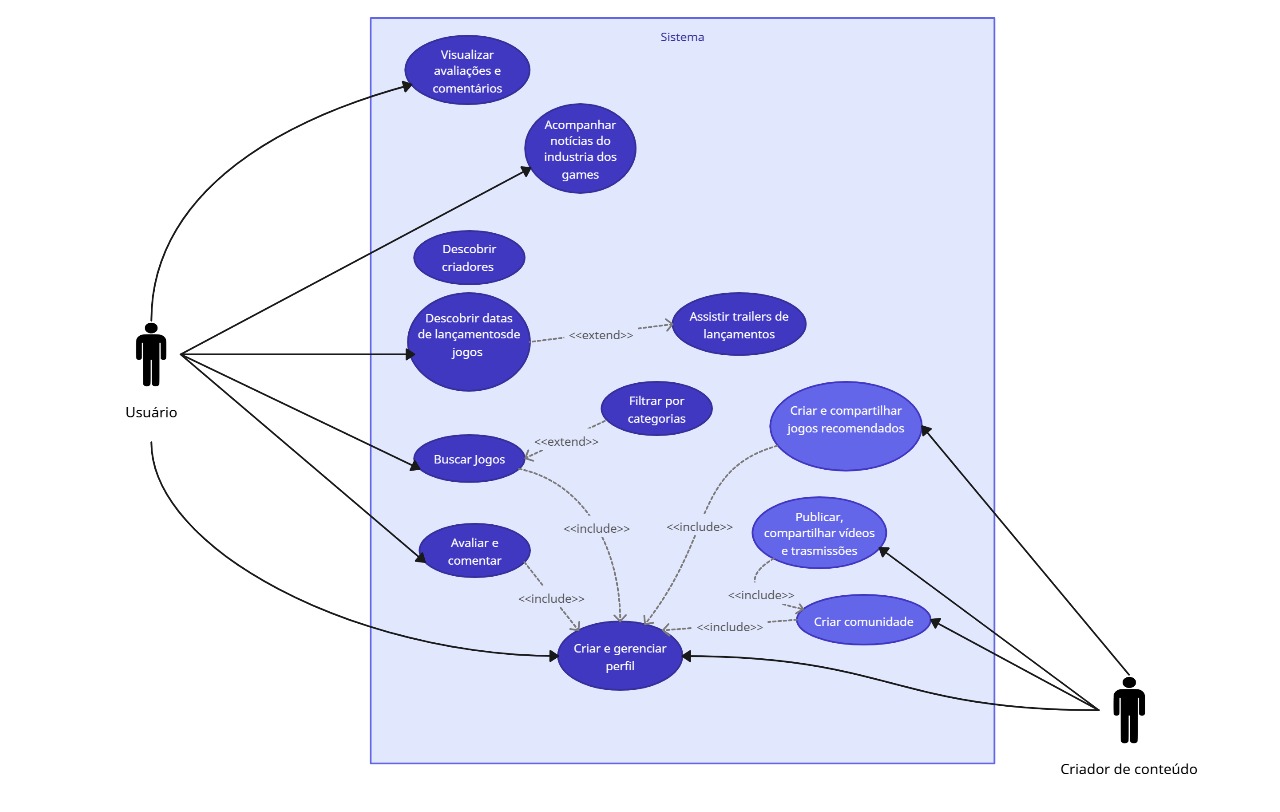 Sistema
Visualizar
avaliações e
comentários
Acompanhar
notícias do
industria dos
games
Descobrir
criadores
Descobrir datas
de lançamentosde
jogos
<<extend>>
Assistir trailers de
lançamentos
Usuário
Filtrar por
categorias
<<extend>>
Criar e compartilhar
jogos recomendados
Buscar Jogos
<<include>>
<<include>>
Publicar,
compartilhar vídeos
e trasmissões
Avaliar e
comentar
<<include>>
<<include>>
Criar comunidade
<<include>>
Criar e gerenciar
perfil
Criador de conteúdo